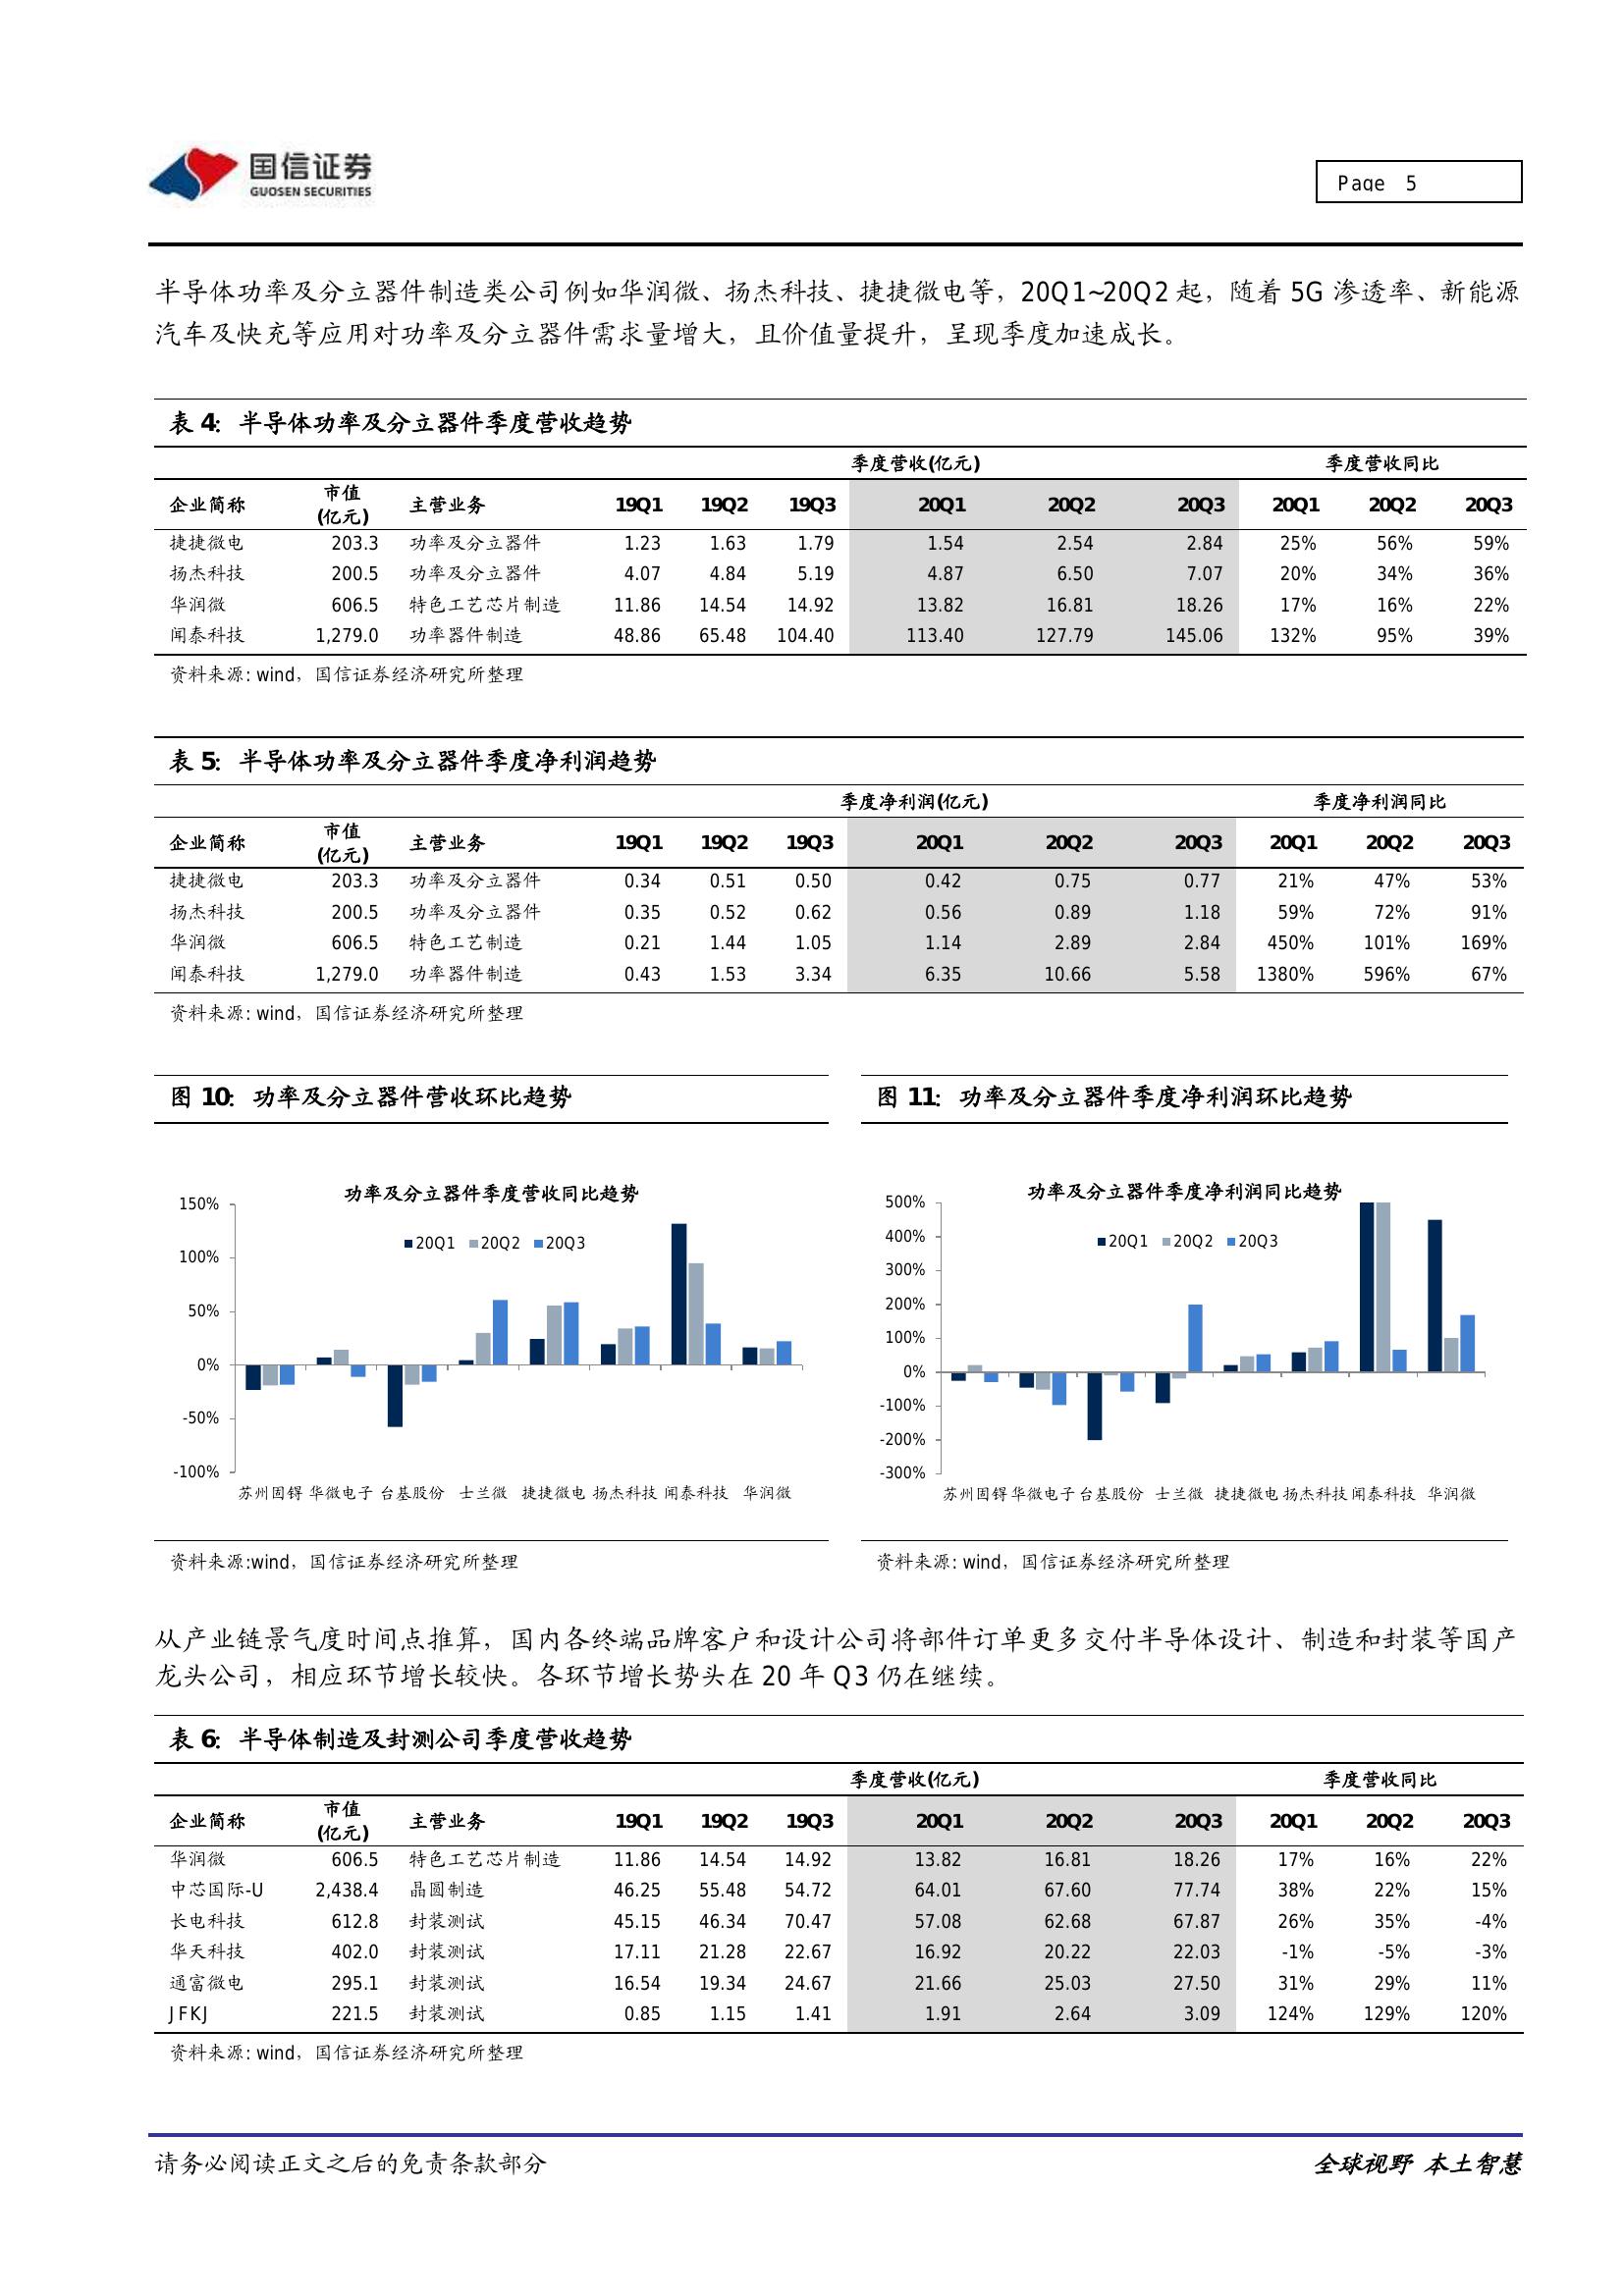 国信证券
GUOSEN SECURITIES
Page 5
半导体功率及分立器件制造类公司例如华润微、扬杰科技、捷捷微电等，20Q1~20Q2 起，随着 5G 渗透率、新能源
汽车及快充等应用对功率及分立器件需求量增大，且价值量提升，呈现季度加速成长。
表 4：半导体功率及分立器件季度营收趋势
季度营收(亿元) 季度营收同比
企业简称 市值(亿元) 主营业务 19Q1 19Q2 19Q3 20Q1 20Q2 20Q3 20Q1 20Q2 20Q3
捷捷微电 203.3 功率及分立器件 1.23 1.63 1.79 1.54 2.54 2.84 25% 56% 59%
扬杰科技 200.5 功率及分立器件 4.07 4.84 5.19 4.87 6.50 7.07 20% 34% 36%
华润微 606.5 特色工艺芯片制造 11.86 14.54 14.92 13.82 16.81 18.26 17% 16% 22%
闻泰科技 1,279.0 功率器件制造 48.86 65.48 104.40 113.40 127.79 145.06 132% 95% 39%
资料来源: wind，国信证券经济研究所整理
表 5：半导体功率及分立器件季度净利润趋势
季度净利润(亿元) 季度净利润同比
企业简称 市值(亿元) 主营业务 19Q1 19Q2 19Q3 20Q1 20Q2 20Q3 20Q1 20Q2 20Q3
捷捷微电 203.3 功率及分立器件 0.34 0.51 0.50 0.42 0.75 0.77 21% 47% 53%
扬杰科技 200.5 功率及分立器件 0.35 0.52 0.62 0.56 0.89 1.18 59% 72% 91%
华润微 606.5 特色工艺制造 0.21 1.44 1.05 1.14 2.89 2.84 450% 101% 169%
闻泰科技 1,279.0 功率器件制造 0.43 1.53 3.34 6.35 10.66 5.58 1380% 596% 67%
资料来源: wind，国信证券经济研究所整理
图 10：功率及分立器件营收环比趋势
功率及分立器件季度营收同比趋势
20Q1 20Q2 20Q3
150%
100%
50%
0%
-50%
-100%
苏州固锝 华微电子 台基股份 士兰微 捷捷微电 扬杰科技 闻泰科技 华润微
资料来源:wind，国信证券经济研究所整理
图 11：功率及分立器件季度净利润环比趋势
功率及分立器件季度净利润同比趋势
20Q1 20Q2 20Q3
500%
400%
300%
200%
100%
0%
-100%
-200%
-300%
苏州固锝 华微电子 台基股份 士兰微 捷捷微电 扬杰科技 闻泰科技 华润微
资料来源: wind，国信证券经济研究所整理
从产业链景气度时间点推算，国内各终端品牌客户和设计公司将部件订单更多交付半导体设计、制造和封装等国产
龙头公司，相应环节增长较快。各环节增长势头在 20 年 Q3 仍在继续。
表 6：半导体制造及封测公司季度营收趋势
季度营收(亿元) 季度营收同比
企业简称 市值(亿元) 主营业务 19Q1 19Q2 19Q3 20Q1 20Q2 20Q3 20Q1 20Q2 20Q3
华润微 606.5 特色工艺芯片制造 11.86 14.54 14.92 13.82 16.81 18.26 17% 16% 22%
中芯国际-U 2,438.4 晶圆制造 46.25 55.48 54.72 64.01 67.60 77.74 38% 22% 15%
长电科技 612.8 封装测试 45.15 46.34 70.47 57.08 62.68 67.87 26% 35% -4%
华天科技 402.0 封装测试 17.11 21.28 22.67 16.92 20.22 22.03 -1% -5% -3%
通富微电 295.1 封装测试 16.54 19.34 24.67 21.66 25.03 27.50 31% 29% 11%
JFKJ 221.5 封装测试 0.85 1.15 1.41 1.91 2.64 3.09 124% 129% 120%
资料来源: wind，国信证券经济研究所整理
请务必阅读正文之后的免责条款部分
全球视野 本土智慧